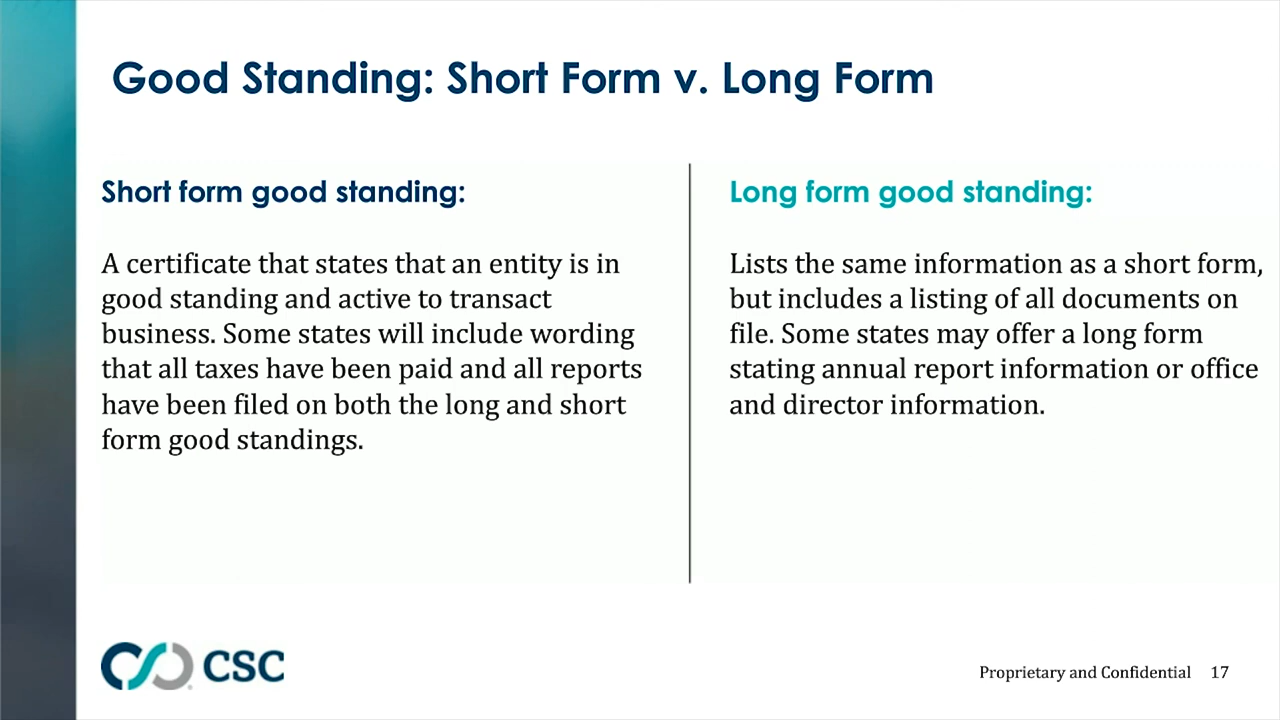 Good Standing: Short Form v. Long Form
Short form good standing:
A certificate that states that an entity is in
good standing and active to transact
business. Some states will include wording
that all taxes have been paid and all reports
have been filed on both the long and short
form good standings.
Long form good standing:
Lists the same information as a short form,
but includes a listing of all documents on
file. Some states may offer a long form
stating annual report information or office
and director information.
CSC
Proprietary and Confidential 17